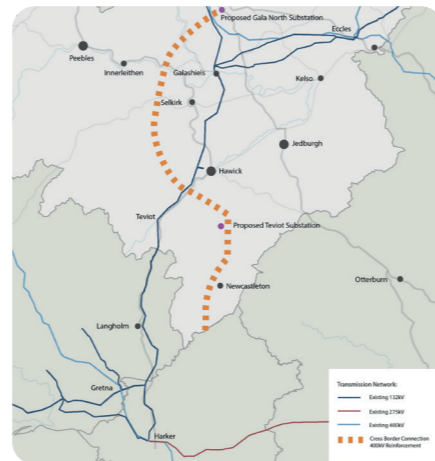 Proposed Gala North Substation
Eccles
Peebles
Innerleithen
Galashiels
Kelso
Selkirk
Jedburgh
Hawick
Teviot
Proposed Teviot Substation
Otterburn
Newcastleton
Langholm
Gretna
Harker
Transmission Network:
Existing 132kV
Existing 275kV
Existing 400kV
Cross Border Connection
400kV Reinforcement